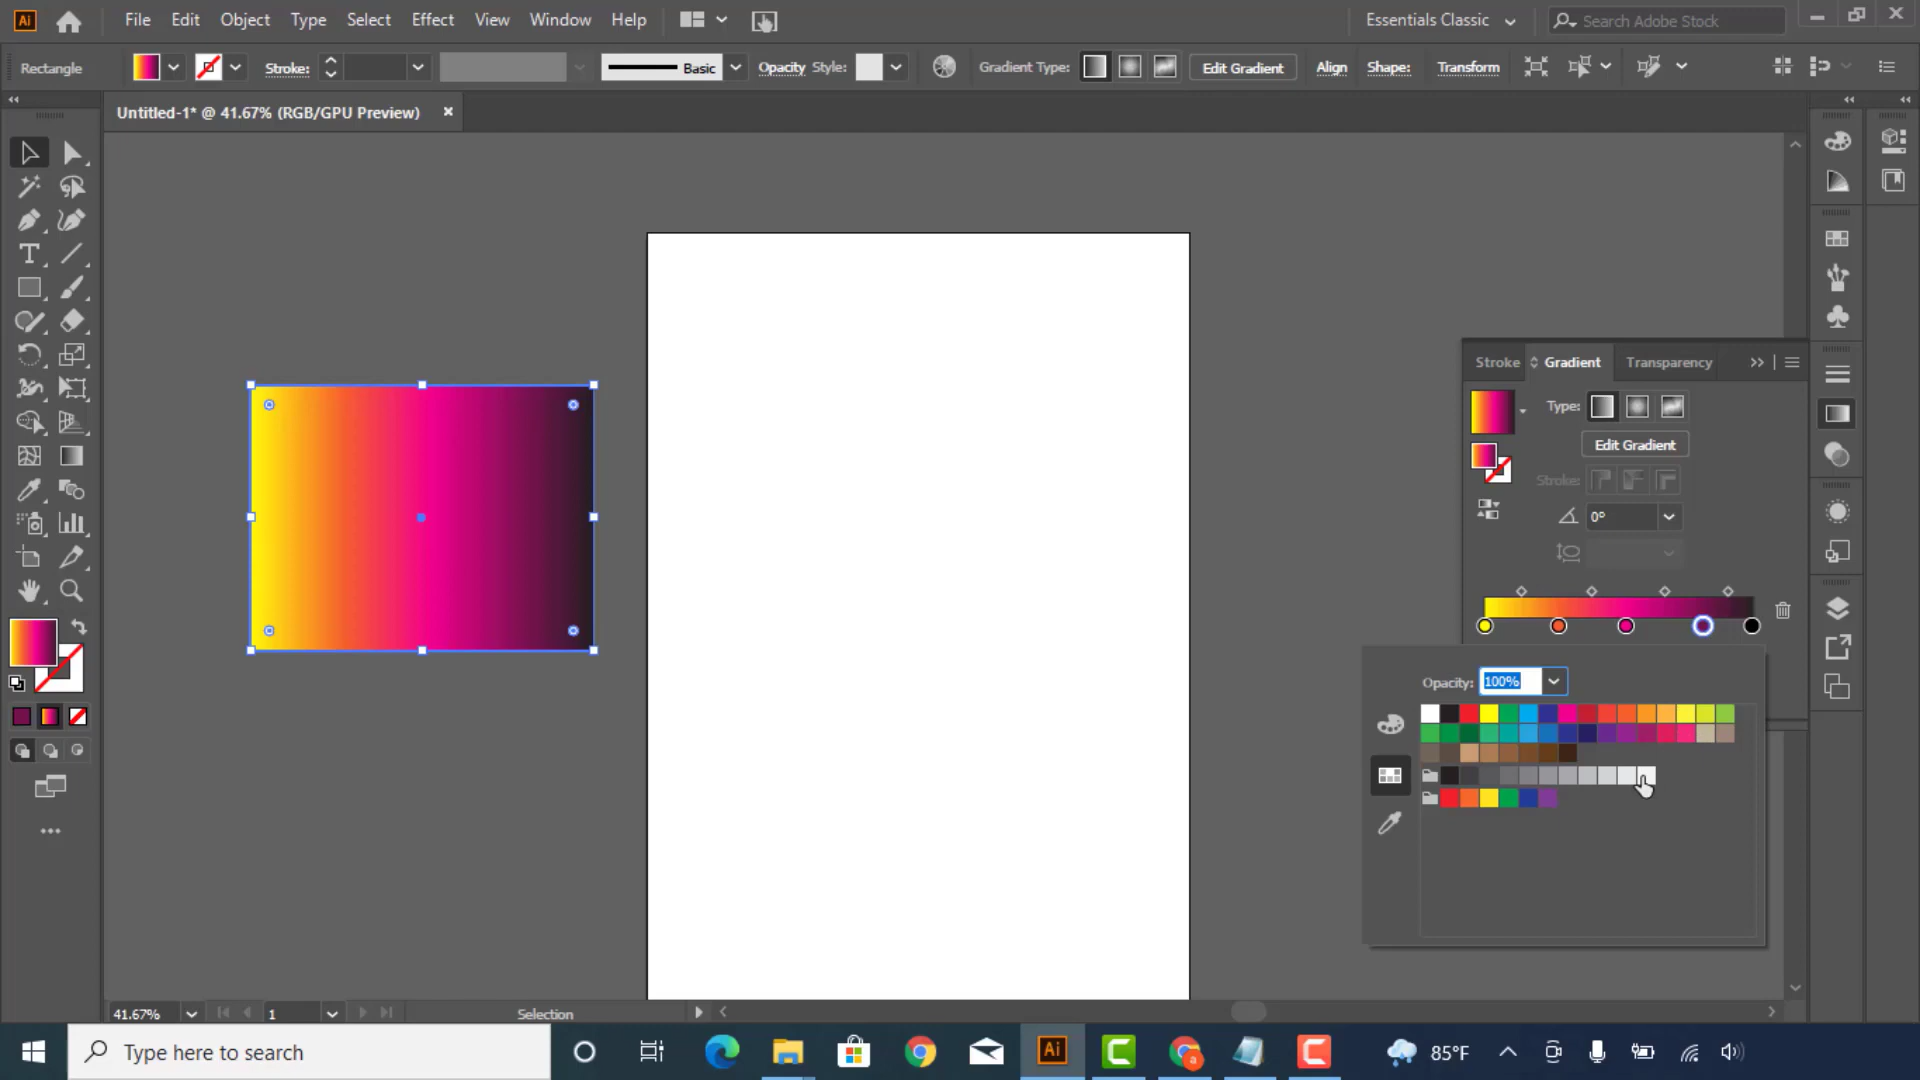 Ai File Edit Object Type Select Effect View Window Help Essentials Classic Search Adobe Stock
Rectangle Stroke: Basic Opacity Style: Gradient Type: Edit Gradient Align Shape: Transform
Untitled-1* @ 41.67% (RGB/GPU Preview)
Stroke Gradient Transparency
Type:
Edit Gradient
Stroke:
0°
Opacity: 100%
41.67% 1 Selection
Type here to search Ai 85°F